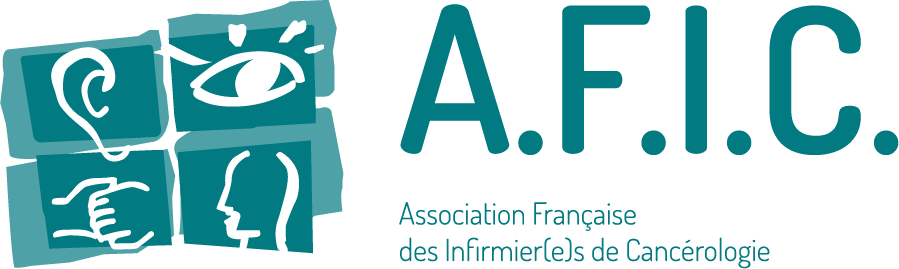 A.F.I.C.
Association Française
des Infirmier(e)s de Cancérologie